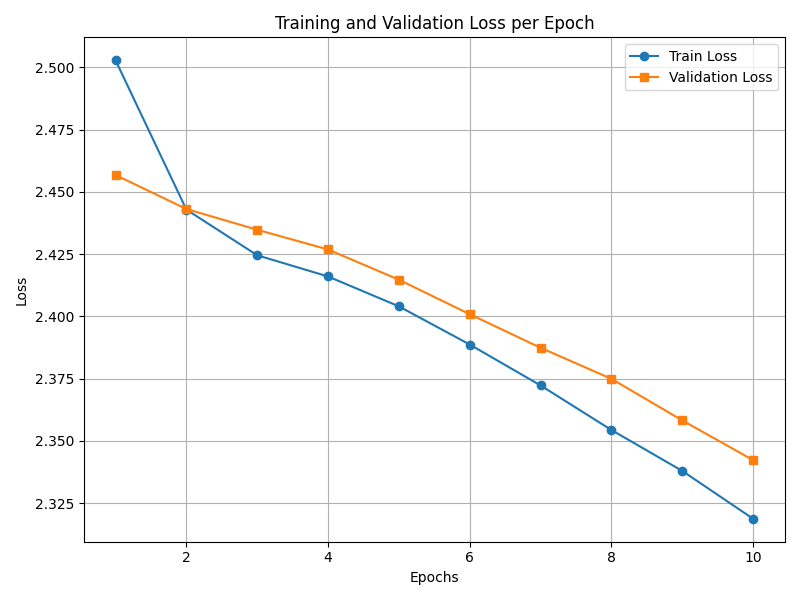 Training and Validation Loss per Epoch
Train Loss
Validation Loss
2.500
2.475
2.450
2.425
2.400
2.375
2.350
2.325
Loss
2 4 6 8 10
Epochs